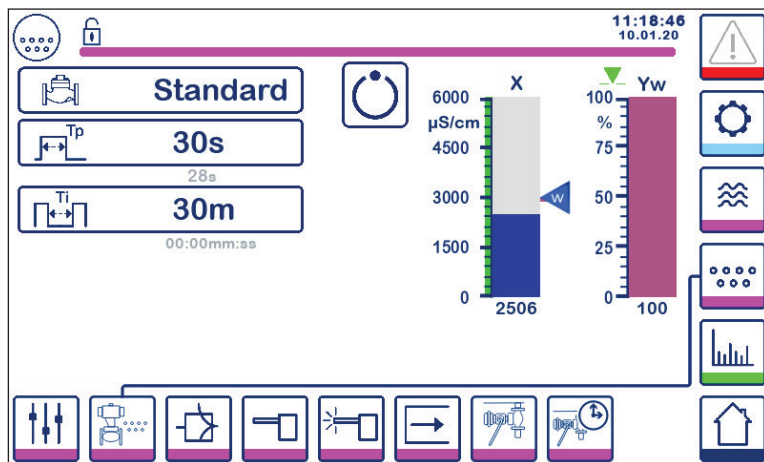 11:18:46
10.01.20
Standard
Tp
30s
28s
Ti
30m
00:00mm:ss
X
6000
µS/cm
4500
3000
1500
0
2506
W
Yw
100
%
75
50
25
0
100